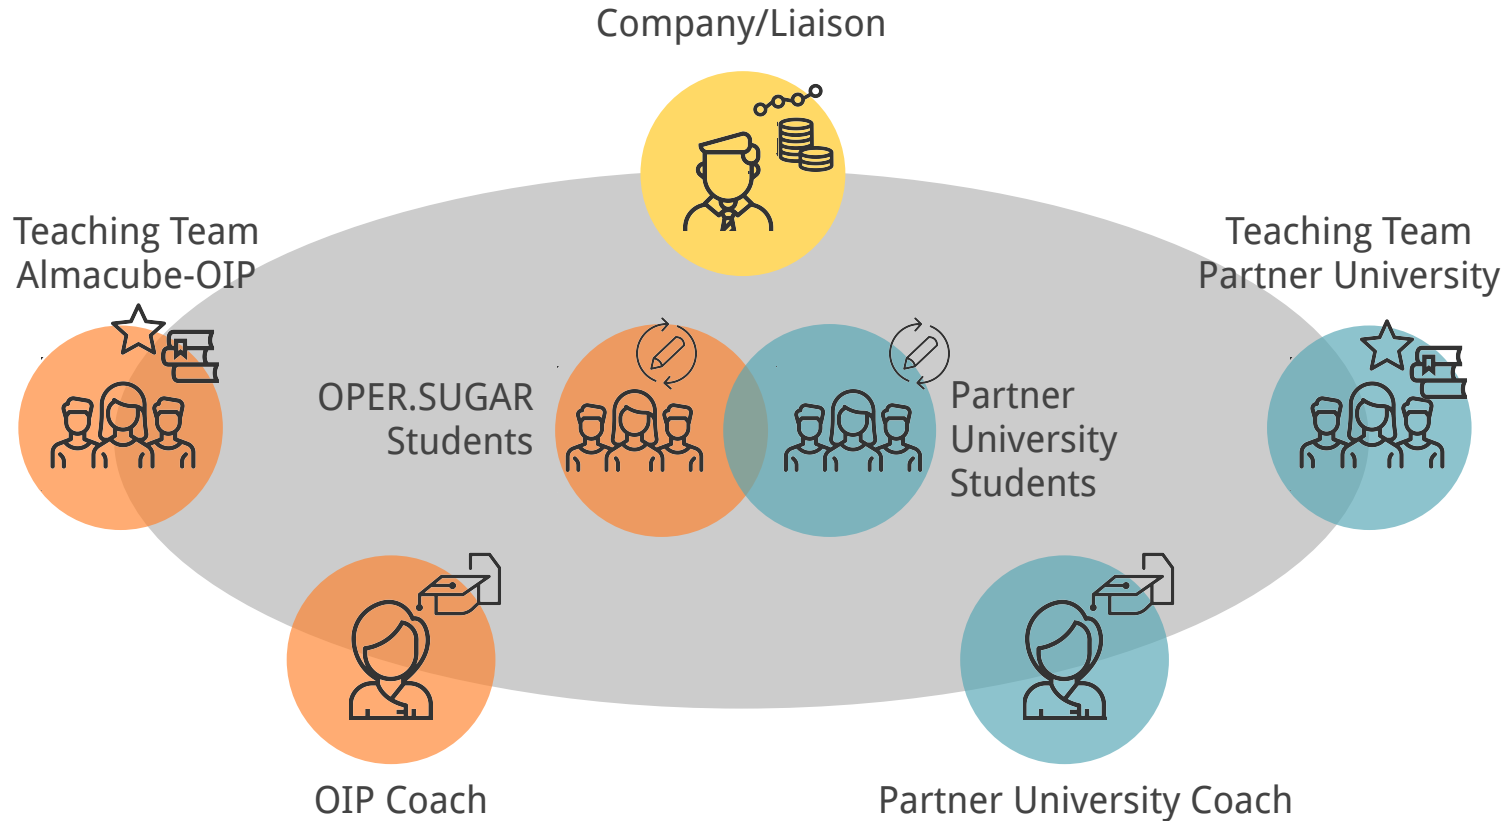 Company/Liaison
Teaching Team
Almacube-OIP
Teaching Team
Partner University
OPER.SUGAR
Students
Partner
University
Students
OIP Coach
Partner University Coach